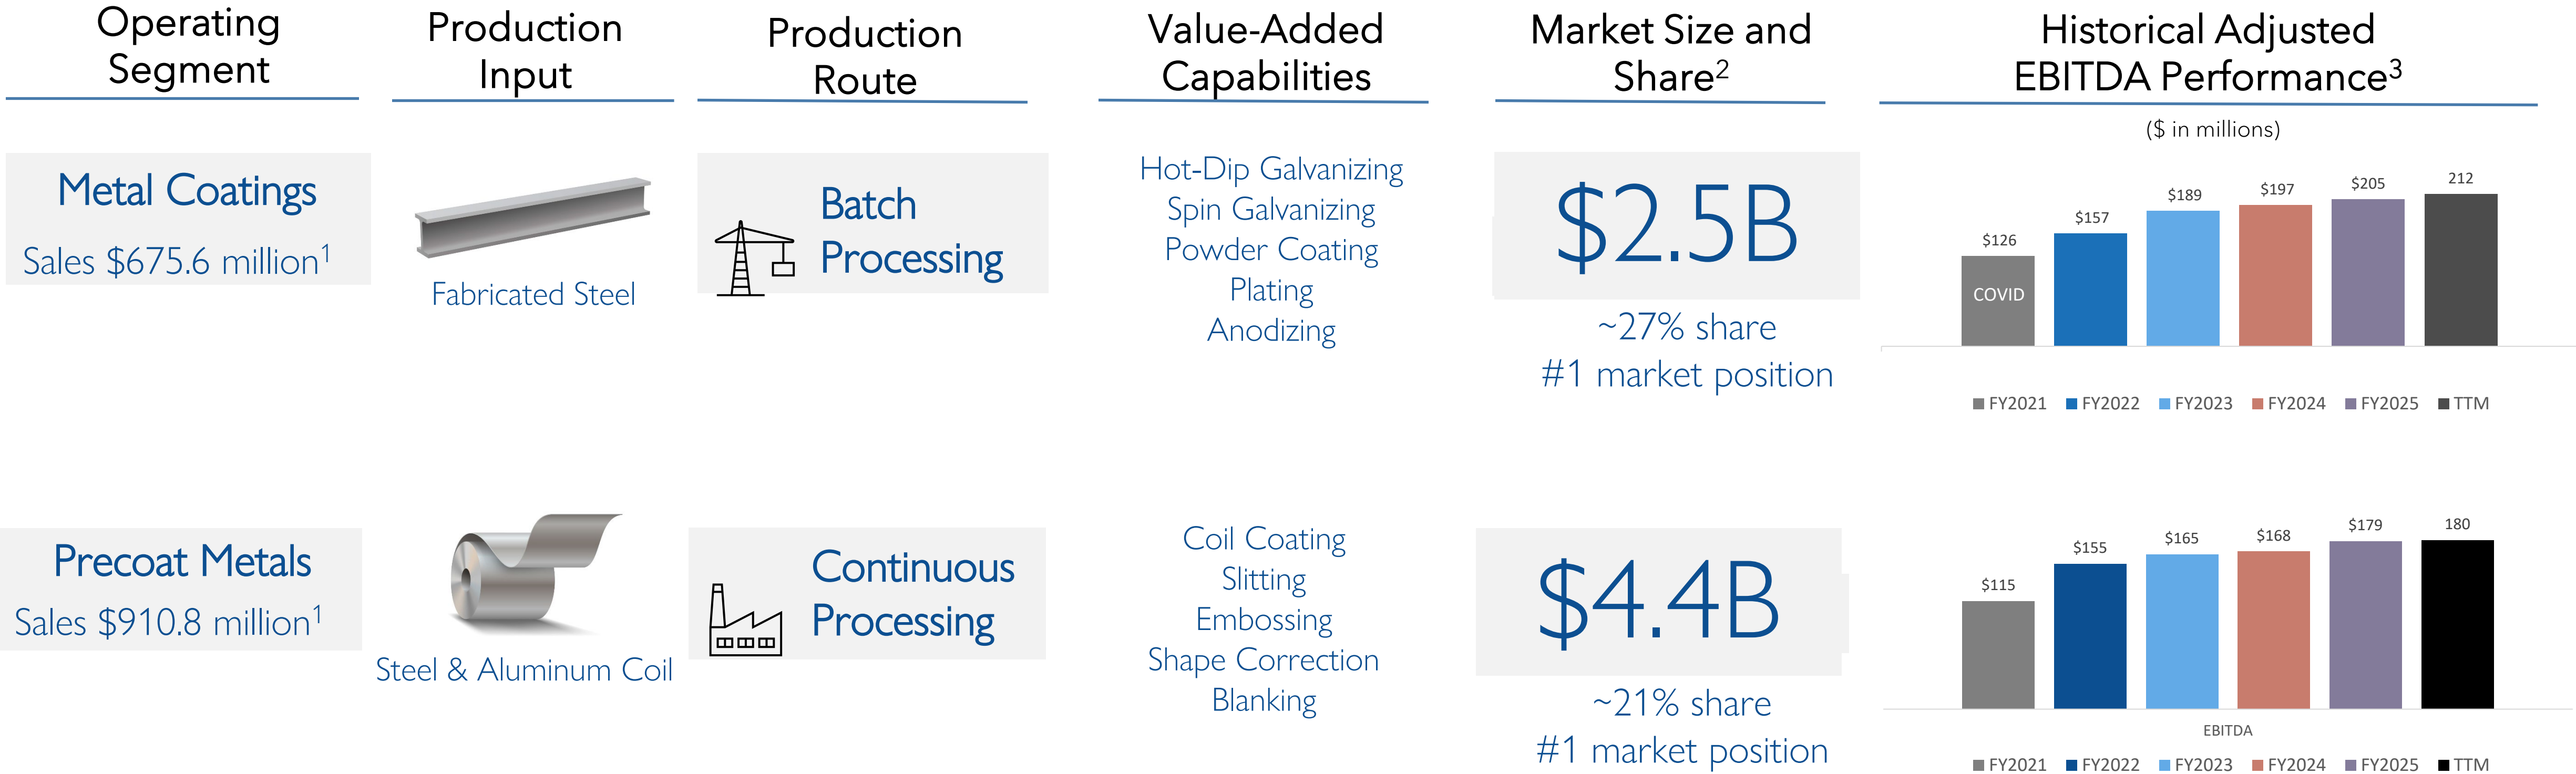 Operating
Segment
Production
Input
Production
Route
Value-Added
Capabilities
Market Size and
Share2
Historical Adjusted
EBITDA Performance3
($ in millions)
Metal Coatings
Sales $675.6 million1
Fabricated Steel
Batch
Processing
Hot-Dip Galvanizing
Spin Galvanizing
Powder Coating
Plating
Anodizing
$2.5B
~27% share
#1 market position
$126
$157
$189
$197
$205
212
COVID
FY2021 FY2022 FY2023 FY2024 FY2025 TTM
Precoat Metals
Sales $910.8 million1
Steel & Aluminum Coil
Continuous
Processing
Coil Coating
Slitting
Embossing
Shape Correction
Blanking
$4.4B
~21% share
#1 market position
$115
$155
$165
$168
$179
180
EBITDA
FY2021 FY2022 FY2023 FY2024 FY2025 TTM